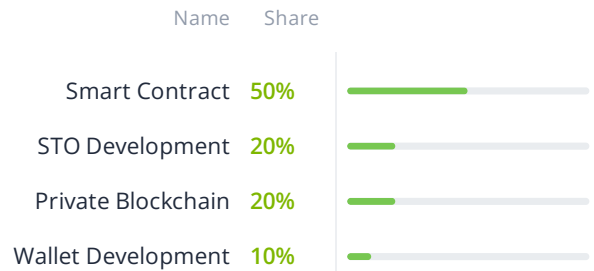 Name Share
Smart Contract 50%
STO Development 20%
Private Blockchain 20%
Wallet Development 10%